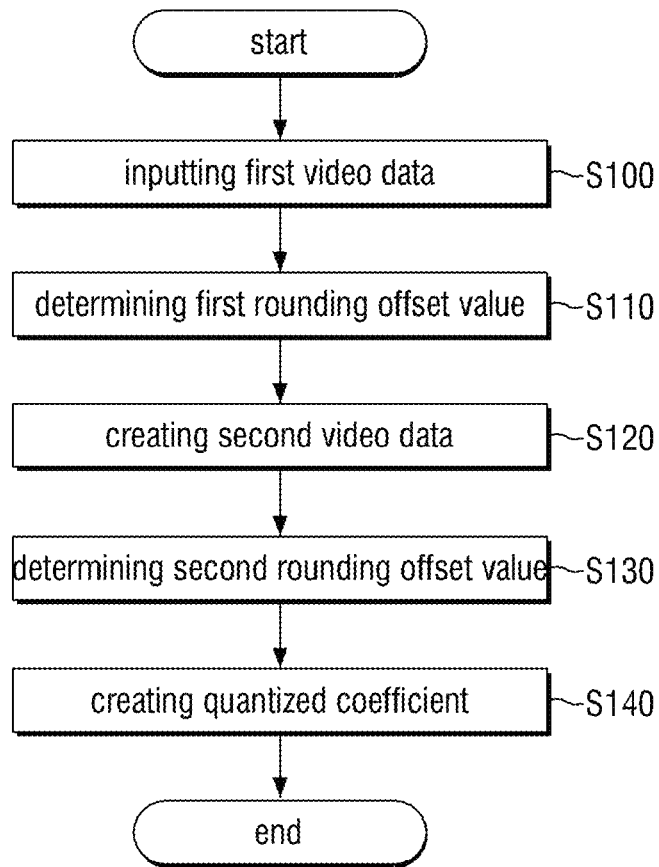 start
inputting first video data
S100
determining first rounding offset value
S110
creating second video data
S120
determining second rounding offset value
S130
creating quantized coefficient
S140
end